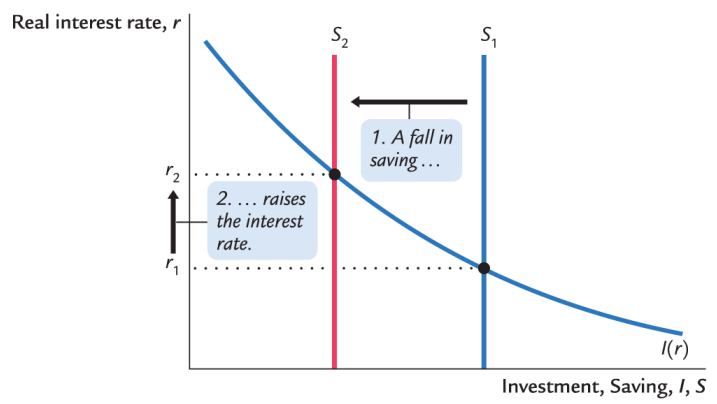 Real interest rate, r
S₂
S₁
1. A fall in
saving . . .
r₂
2. . . . raises
the interest
rate.
r₁
I(r)
Investment, Saving, I, S